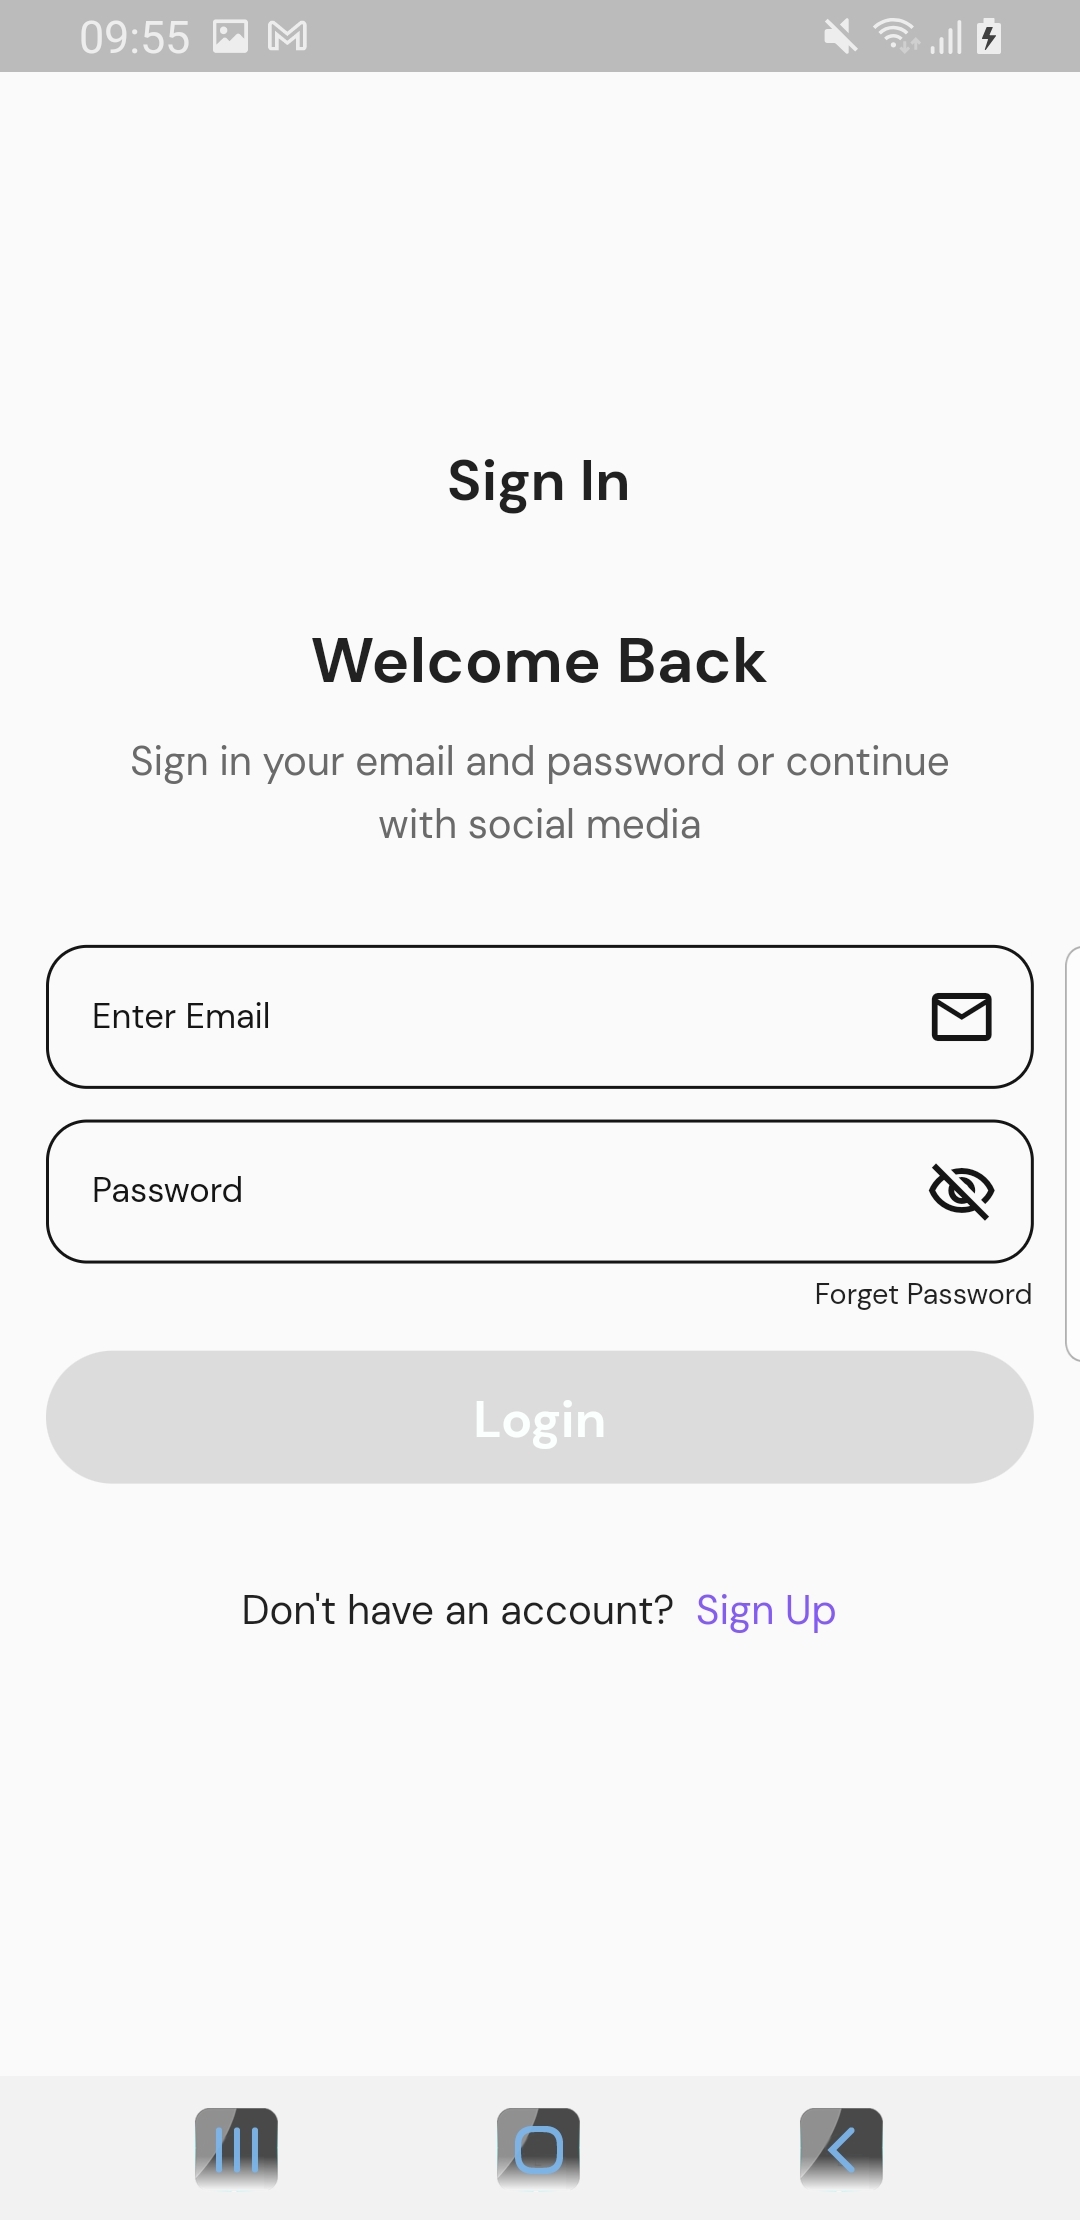 09:55
Sign In
Welcome Back
Sign in your email and password or continue
with social media
Enter Email
Password
Forget Password
Login
Don't have an account? Sign Up